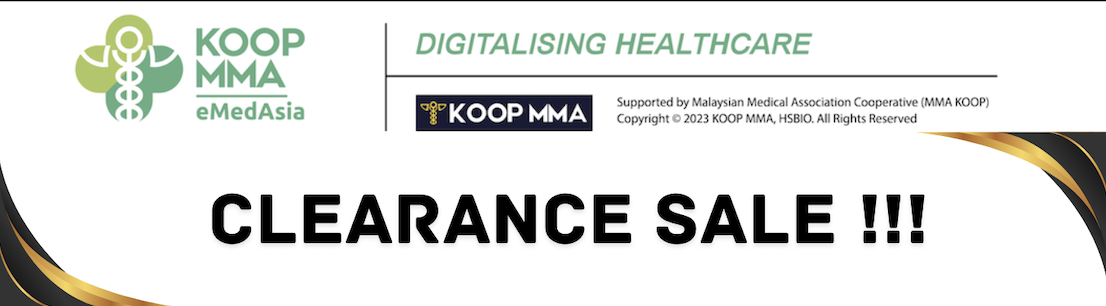 KOOP
MMA
eMedAsia
DIGITALISING HEALTHCARE
KOOP MMA
Supported by Malaysian Medical Association Cooperative (MMA KOOP)
Copyright © 2023 KOOP MMA, HSBIO. All Rights Reserved
CLEARANCE SALE !!!